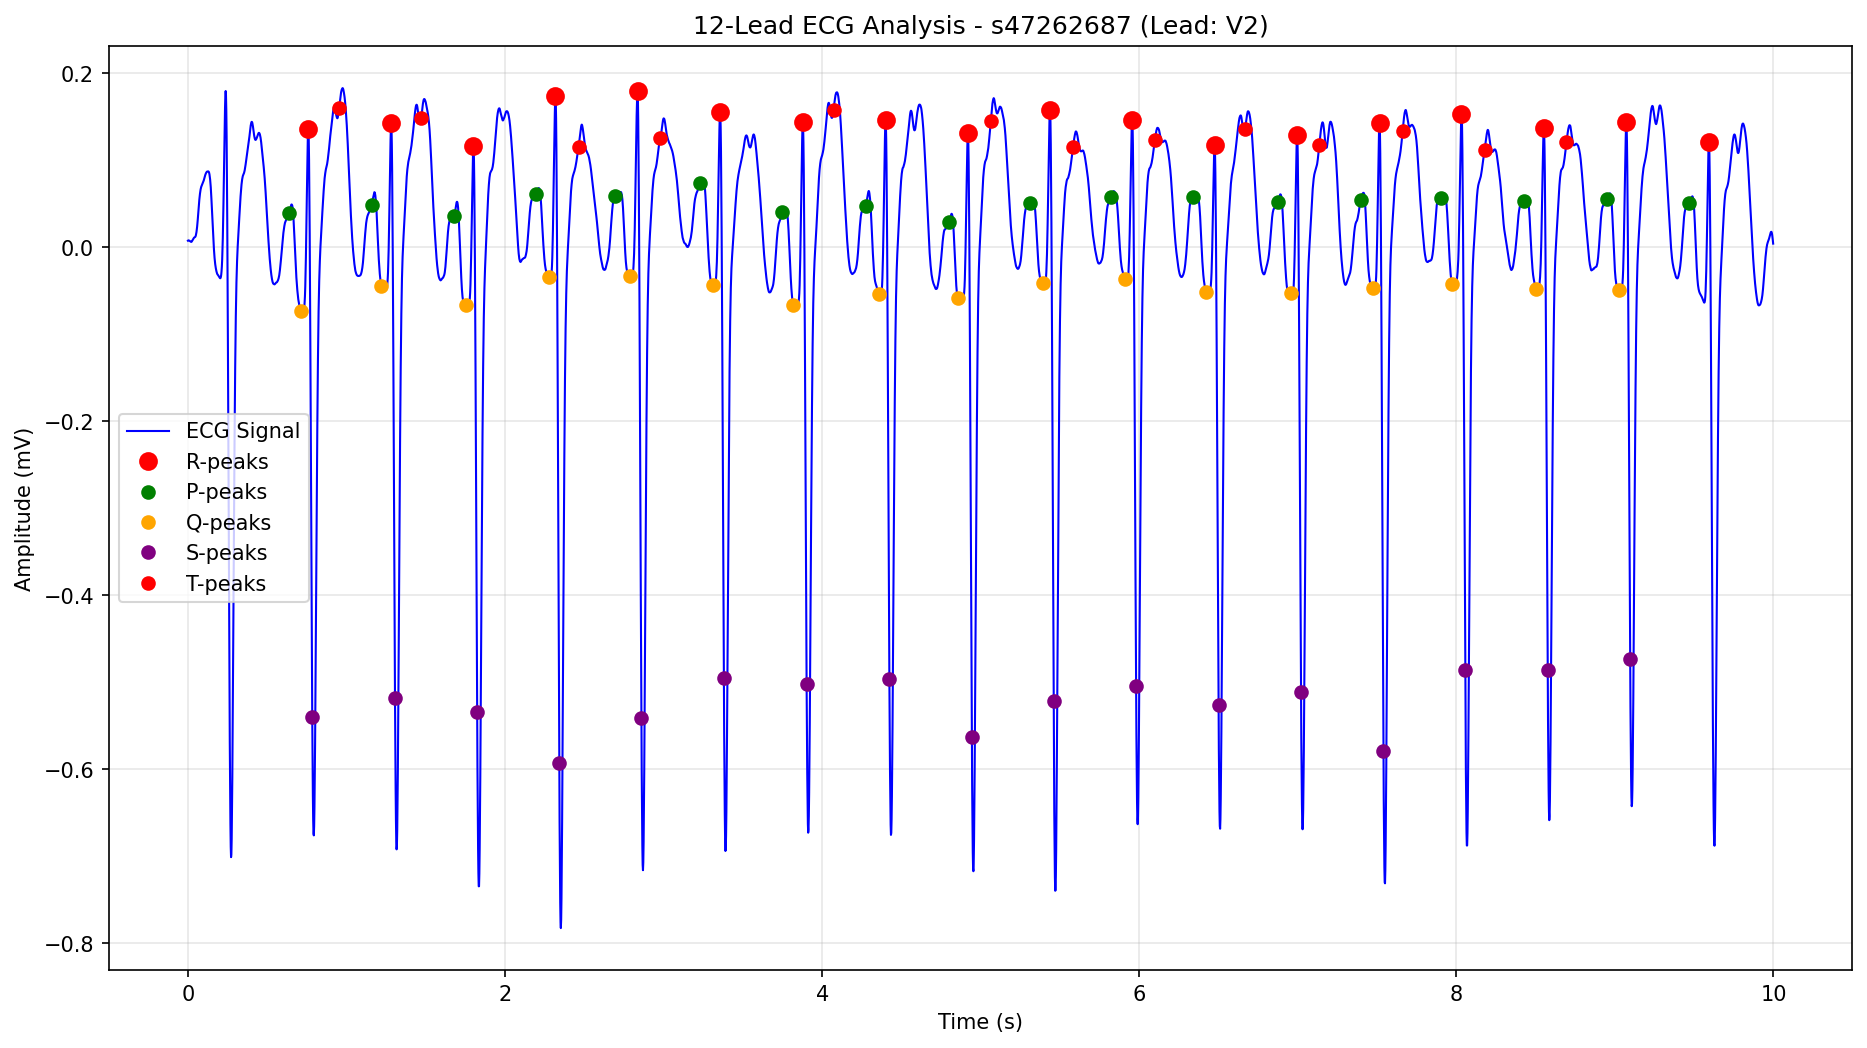 12-Lead ECG Analysis - s47262687 (Lead: V2)
0.2
0.0
−0.2
−0.4
−0.6
−0.8
Amplitude (mV)
ECG Signal
R-peaks
P-peaks
Q-peaks
S-peaks
T-peaks
0 2 4 6 8 10
Time (s)